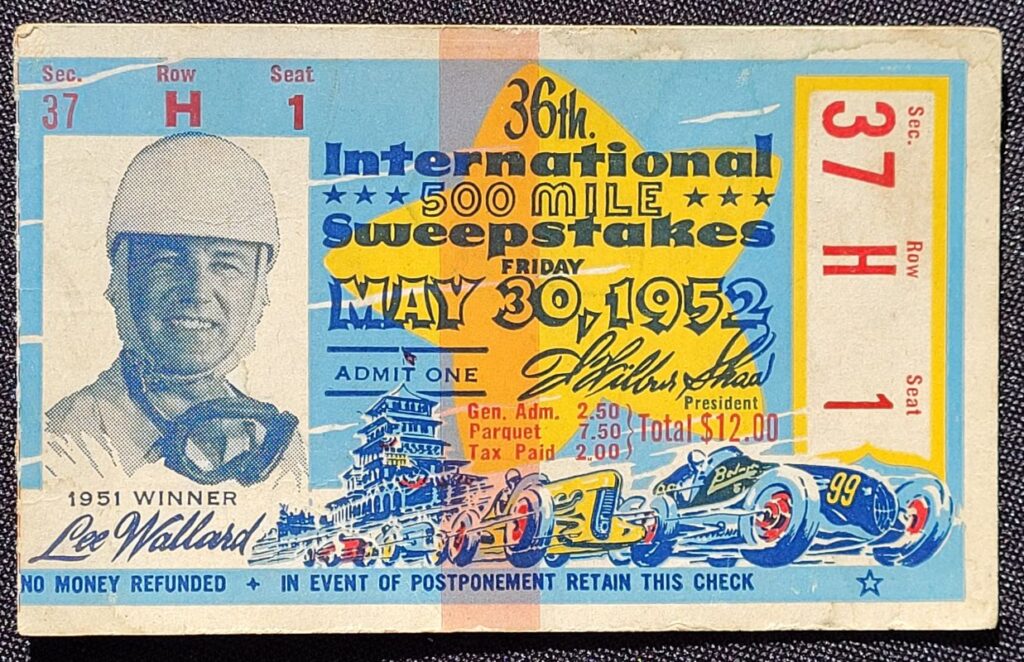 Sec. Row Seat
37 H 1
36th.
International
★ ★ ★ 500 MILE ★ ★ ★
Sweepstakes
FRIDAY
MAY 30, 1952
ADMIT ONE
W. Wilbur Shaw
President
Gen. Adm. 2.50
Parquet 7.50
Tax Paid 2.00
Total $12.00
1951 WINNER
Lee Wallard
99
NO MONEY REFUNDED + IN EVENT OF POSTPONEMENT RETAIN THIS CHECK
Sec. Row Seat
37 H 1